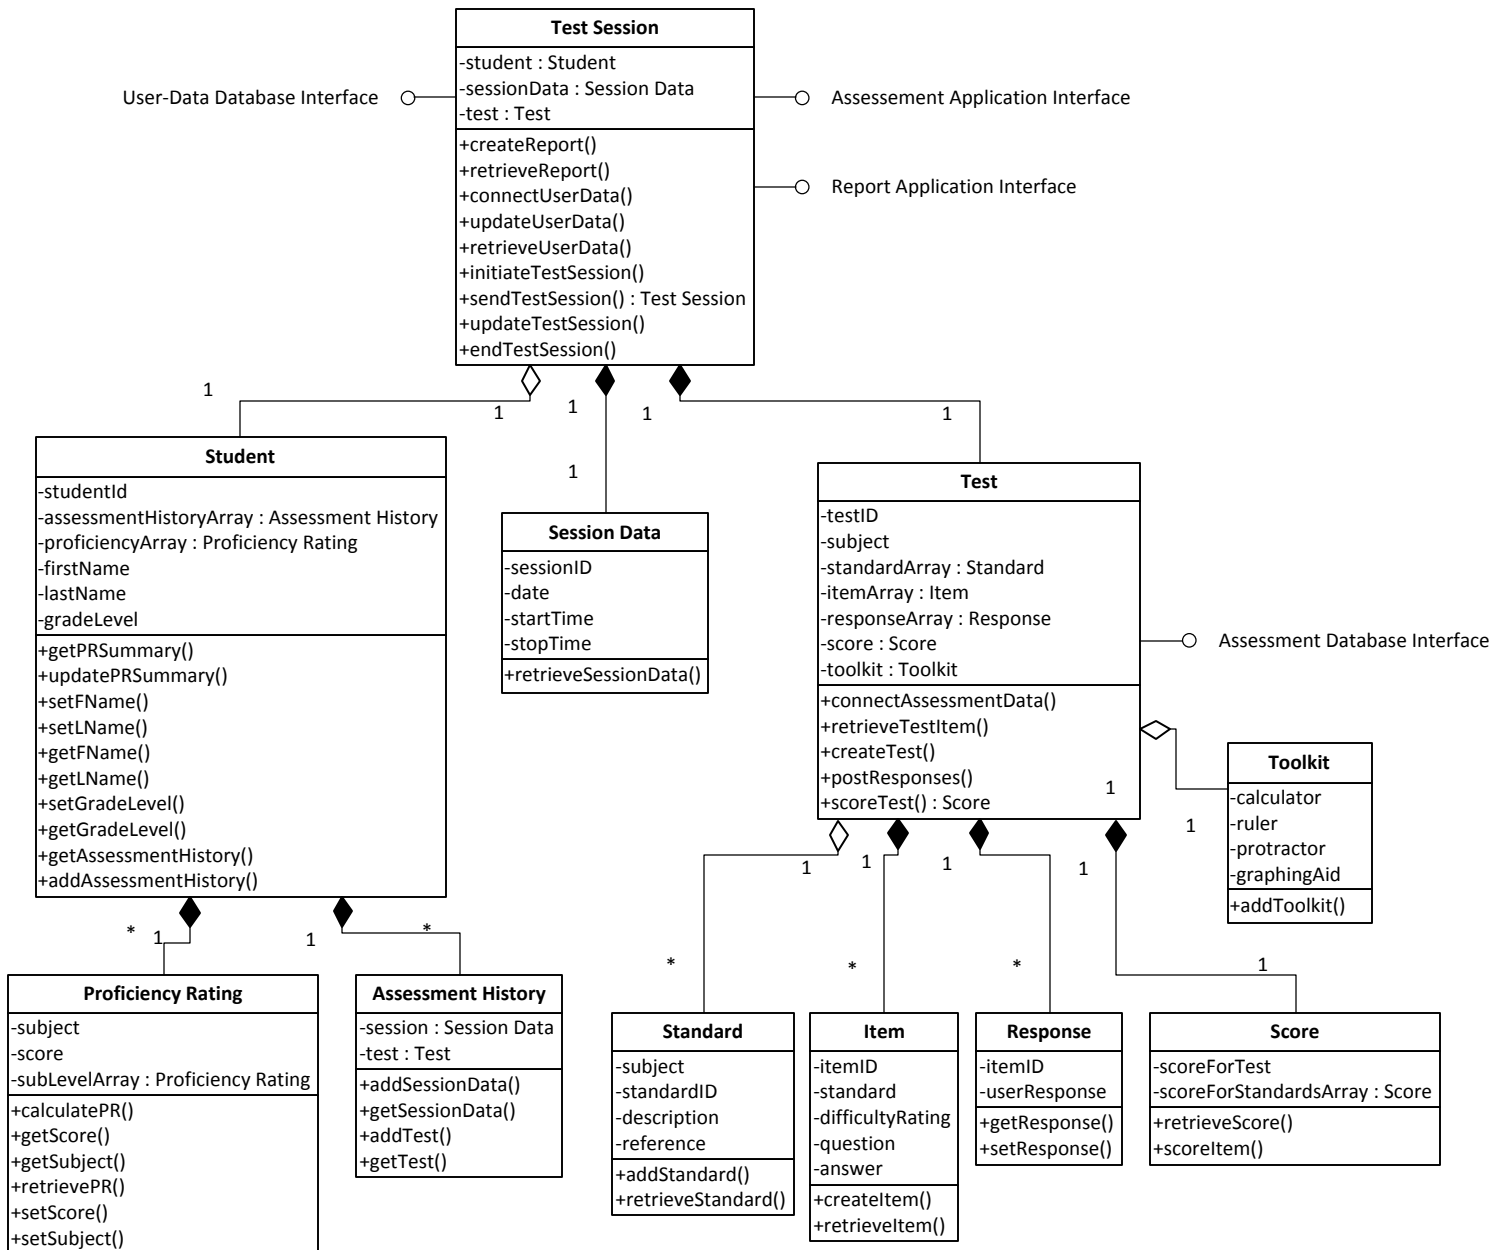 Test Session
-student : Student
-sessionData : Session Data
-test : Test
+createReport()
+retrieveReport()
+connectUserData()
+updateUserData()
+retrieveUserData()
+initiateTestSession()
+sendTestSession() : Test Session
+updateTestSession()
+endTestSession()
User-Data Database Interface
Assessement Application Interface
Report Application Interface
1
1
1
1
1
1
Student
-studentId
-assessmentHistoryArray : Assessment History
-proficiencyArray : Proficiency Rating
-firstName
-lastName
-gradeLevel
+getPRSummary()
+updatePRSummary()
+setFName()
+setLName()
+getFName()
+getLName()
+setGradeLevel()
+getGradeLevel()
+getAssessmentHistory()
+addAssessmentHistory()
Session Data
-sessionID
-date
-startTime
-stopTime
+retrieveSessionData()
Test
-testID
-subject
-standardArray : Standard
-itemArray : Item
-responseArray : Response
-score : Score
-toolkit : Toolkit
+connectAssessmentData()
+retrieveTestItem()
+createTest()
+postResponses()
+scoreTest() : Score
Assessment Database Interface
1
1
Toolkit
-calculator
-ruler
-protractor
-graphingAid
+addToolkit()
*
1
1
*
1
1
1
1
*
*
*
1
Proficiency Rating
-subject
-score
-subLevelArray : Proficiency Rating
+calculatePR()
+getScore()
+getSubject()
+retrievePR()
+setScore()
+setSubject()
Assessment History
-session : Session Data
-test : Test
+addSessionData()
+getSessionData()
+addTest()
+getTest()
Standard
-subject
-standardID
-description
-reference
+addStandard()
+retrieveStandard()
Item
-itemID
-standard
-difficultyRating
-question
-answer
+createItem()
+retrieveItem()
Response
-itemID
-userResponse
+getResponse()
+setResponse()
Score
-scoreForTest
-scoreForStandardsArray : Score
+retrieveScore()
+scoreItem()